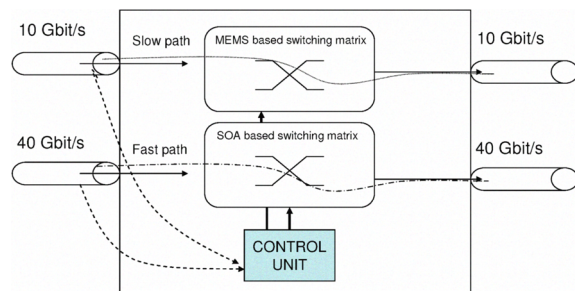 10 Gbit/s
Slow path
MEMS based switching matrix
10 Gbit/s
40 Gbit/s
Fast path
SOA based switching matrix
40 Gbit/s
CONTROL
UNIT